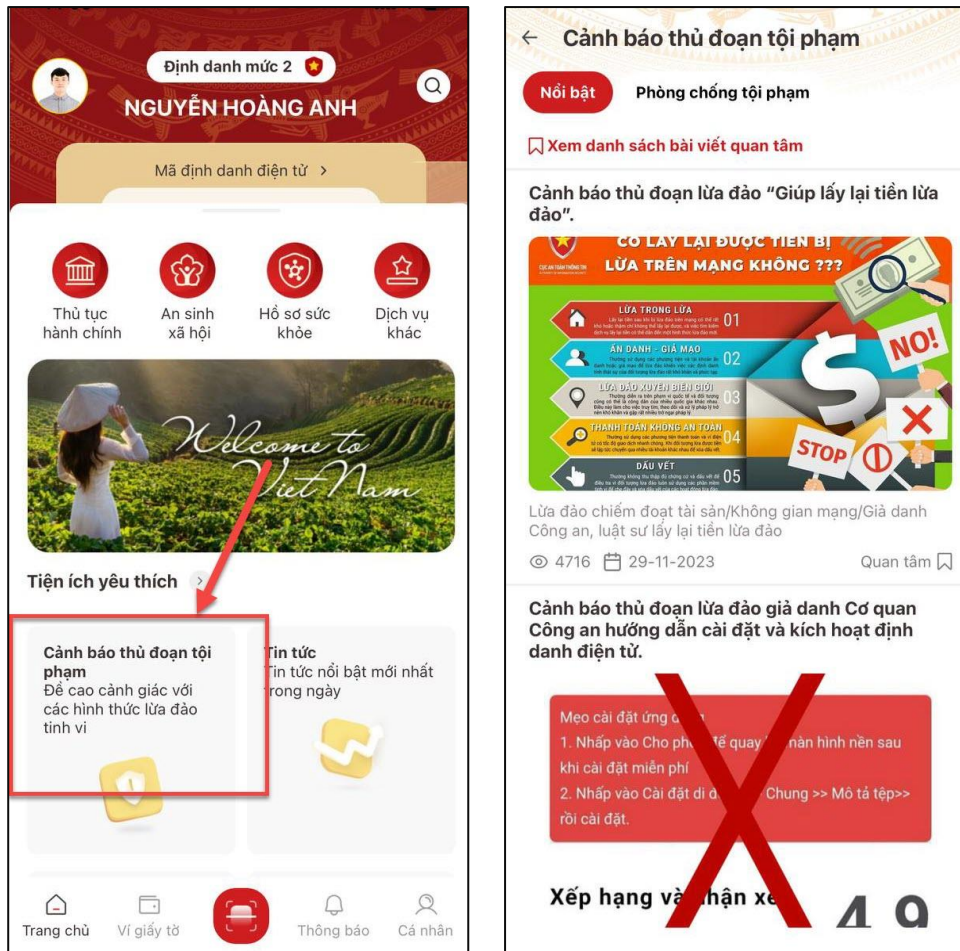 Định danh mức 2
NGUYỄN HOÀNG ANH
Mã định danh điện tử >
Thủ tục
hành chính
An sinh
xã hội
Hồ sơ sức
khỏe
Dịch vụ
khác
Welcome to
Viet Nam
Tiện ích yêu thích >
Cảnh báo thủ đoạn tội
phạm
Đề cao cảnh giác với
các hình thức lừa đảo
tinh vi
Tin tức
Tin tức nổi bật mới nhất
trong ngày
Trang chủ
Ví giấy tờ
Thông báo
Cá nhân
Cảnh báo thủ đoạn tội phạm
Nổi bật
Phòng chống tội phạm
Xem danh sách bài viết quan tâm
Cảnh báo thủ đoạn lừa đảo “Giúp lấy lại tiền lừa
đảo”.
CÓ LẤY LẠI ĐƯỢC TIỀN BỊ
LỪA TRÊN MẠNG KHÔNG ???
CỤC AN TOÀN THÔNG TIN
LỪA TRONG LỪA
01
ẨN DANH - GIẢ MẠO
02
LỪA ĐẢO XUYÊN BIÊN GIỚI
03
THANH TOÁN KHÔNG AN TOÀN
04
DẤU VẾT
05
NO!
STOP
Lừa đảo chiếm đoạt tài sản/Không gian mạng/Giả danh
Công an, luật sư lấy lại tiền lừa đảo
4716
29-11-2023
Quan tâm
Cảnh báo thủ đoạn lừa đảo giả danh Cơ quan
Công an hướng dẫn cài đặt và kích hoạt định
danh điện tử.
Mẹo cài đặt ứng
1. Nhấp vào Cho để quay màn hình nền sau
khi cài đặt miễn phí
2. Nhấp vào Cài đặt di Chung >> Mô tả tệp>>
rồi cài đặt.
Xếp hạng và nhận xé
4 9